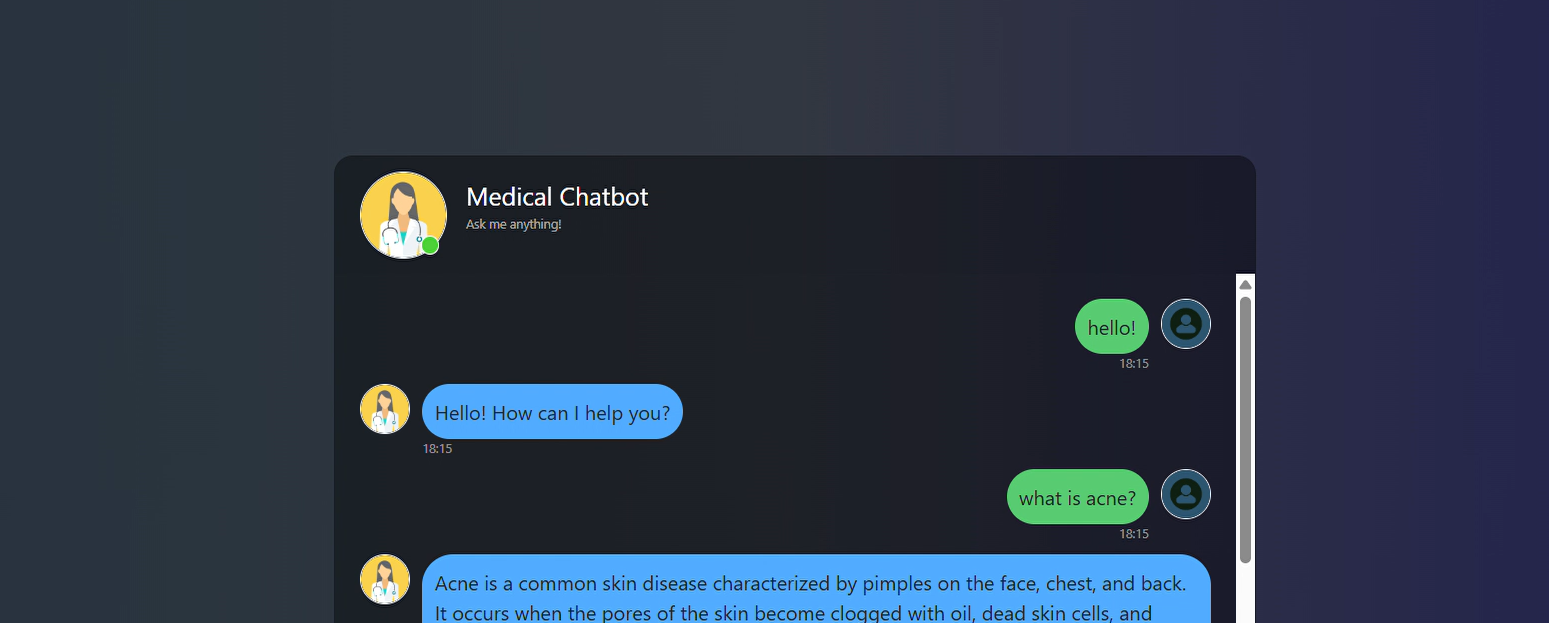 Medical Chatbot
Ask me anything!
hello!
18:15
Hello! How can I help you?
18:15
what is acne?
18:15
Acne is a common skin disease characterized by pimples on the face, chest, and back.
It occurs when the pores of the skin become clogged with oil, dead skin cells, and